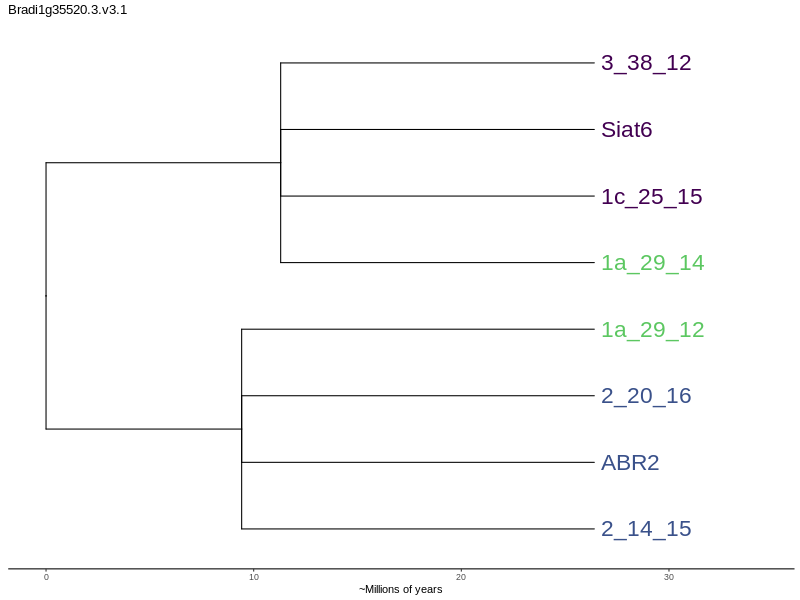 Bradi1g35520.3.v3.1
3_38_12
Siat6
1c_25_15
1a_29_14
1a_29_12
2_20_16
ABR2
2_14_15
0 10 20 30
~Millions of years